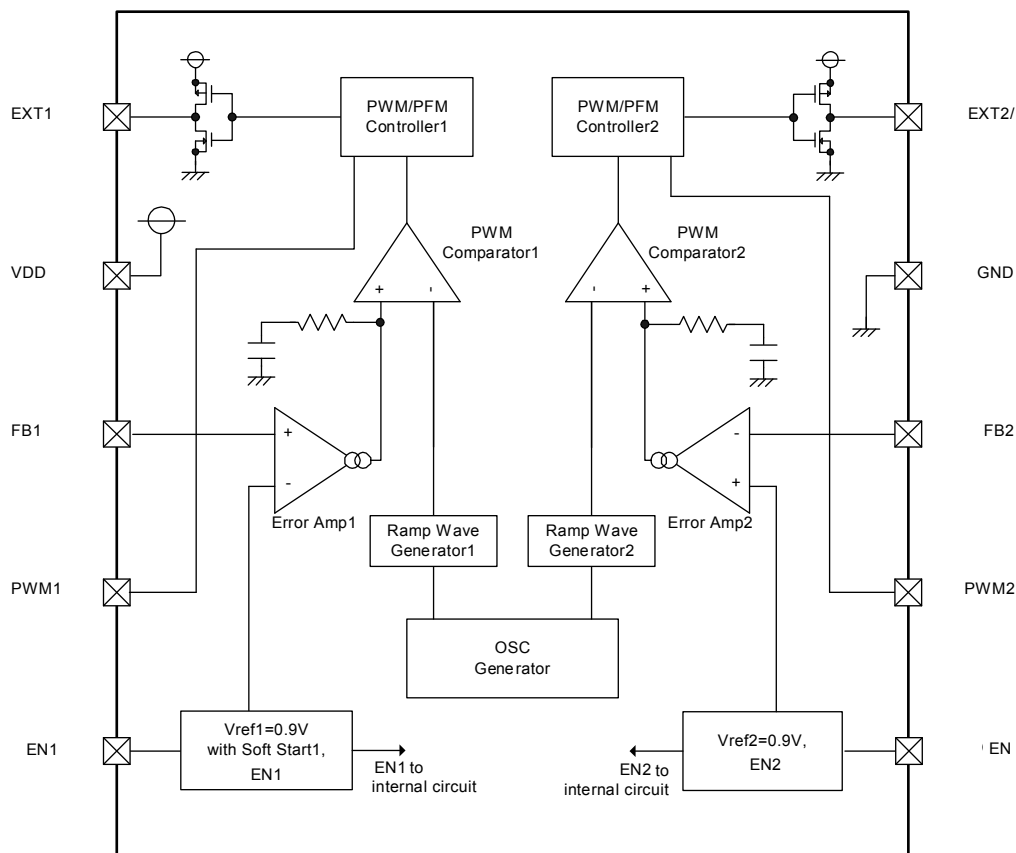 EXT1
PWM/PFM
Controller1
PWM/PFM
Controller2
EXT2/
VDD
PWM
Comparator1
PWM
Comparator2
GND
+
-
-
+
FB1
+
-
Error Amp1
-
+
Error Amp2
FB2
Ramp Wave
Generator1
Ramp Wave
Generator2
PWM1
PWM2
OSC
Generator
EN1
Vref1=0.9V
with Soft Start1,
EN1
EN1 to
internal circuit
EN2 to
internal circuit
Vref2=0.9V,
EN2
EN